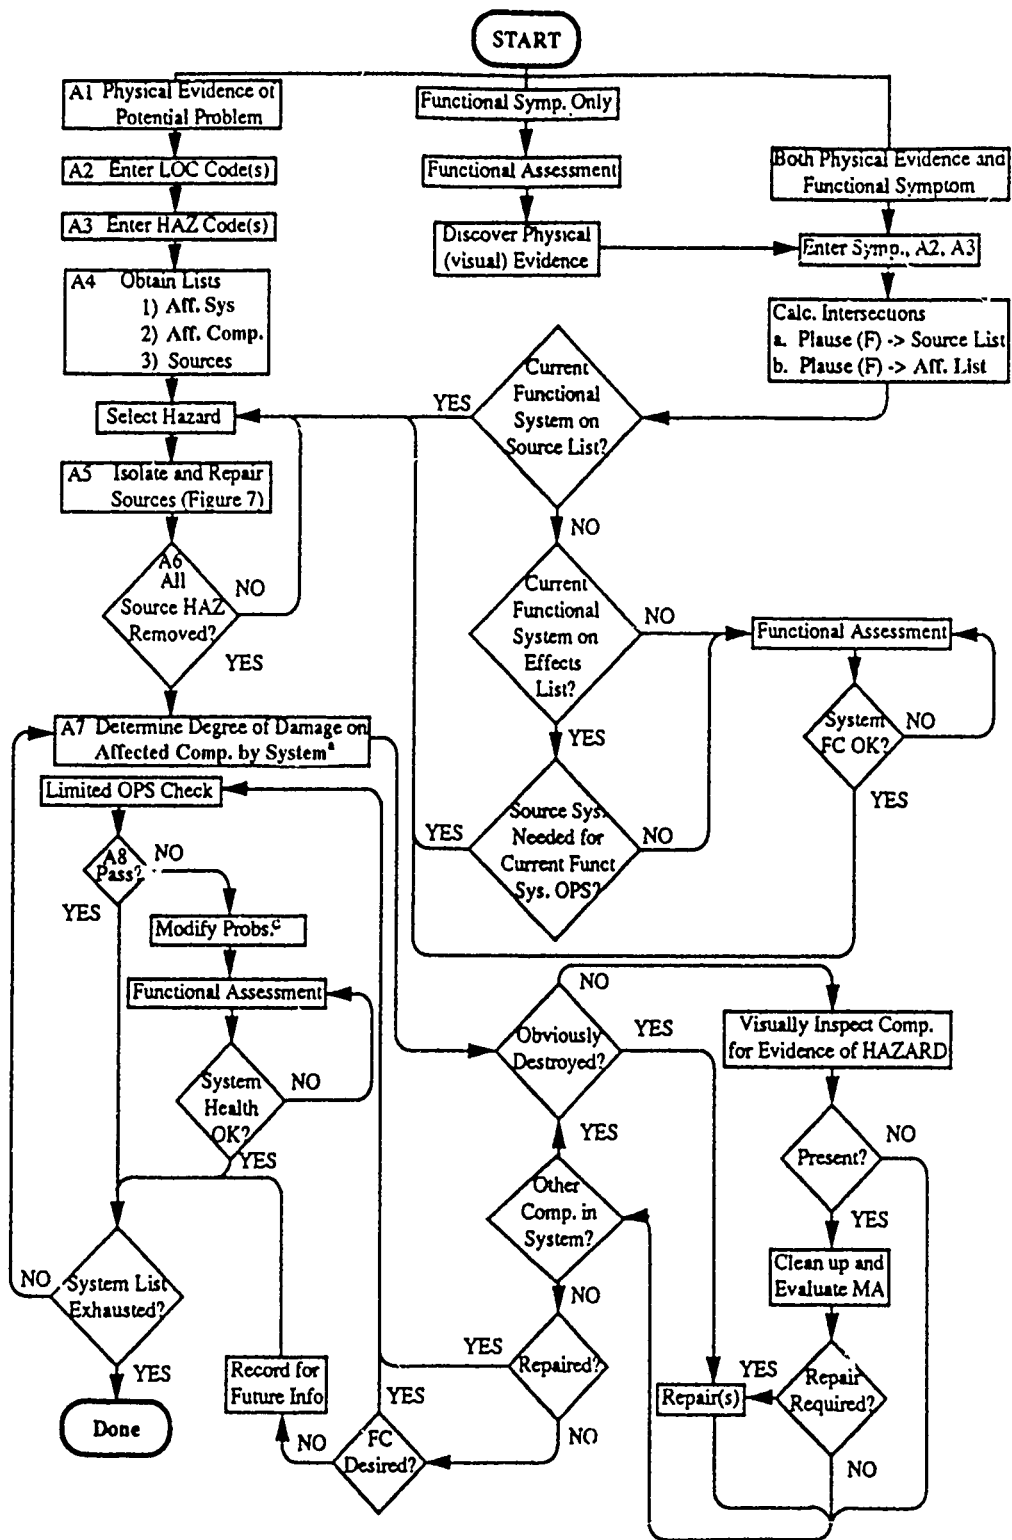 START
A1 Physical Evidence of
Potential Problem
A2 Enter LOC Code(s)
A3 Enter HAZ Code(s)
A4 Obtain Lists
1) Aff. Sys
2) Aff. Comp.
3) Sources
Select Hazard
A5 Isolate and Repair
Sources (Figure 7)
A6
All
Source HAZ
Removed?
NO
YES
Functional Symp. Only
Functional Assessment
Discover Physical
(visual) Evidence
Both Physical Evidence and
Functional Symptom
Enter Symp., A2, A3
Calc. Intersections
a. Plause (F) -> Source List
b. Plause (F) -> Aff. List
Current
Functional
System on
Source List?
YES
NO
Current
Functional
System on
Effects
List?
NO
YES
Source Sys.
Needed for
Current Funct
Sys. OPS?
YES
NO
Functional Assessment
System
FC OK?
NO
YES
A7 Determine Degree of Damage on
Affected Comp. by Systemª
Limited OPS Check
A8
Pass?
NO
YES
Modify Probs.c
Functional Assessment
System
Health
OK?
NO
YES
System List
Exhausted?
NO
YES
Done
Record for
Future Info
Obviously
Destroyed?
NO
YES
Other
Comp. in
System?
YES
NO
Repaired?
YES
NO
FC
Desired?
YES
NO
Visually Inspect Comp.
for Evidence of HAZARD
Present?
NO
YES
Clean up and
Evaluate MA
Repair
Required?
YES
NO
Repair(s)